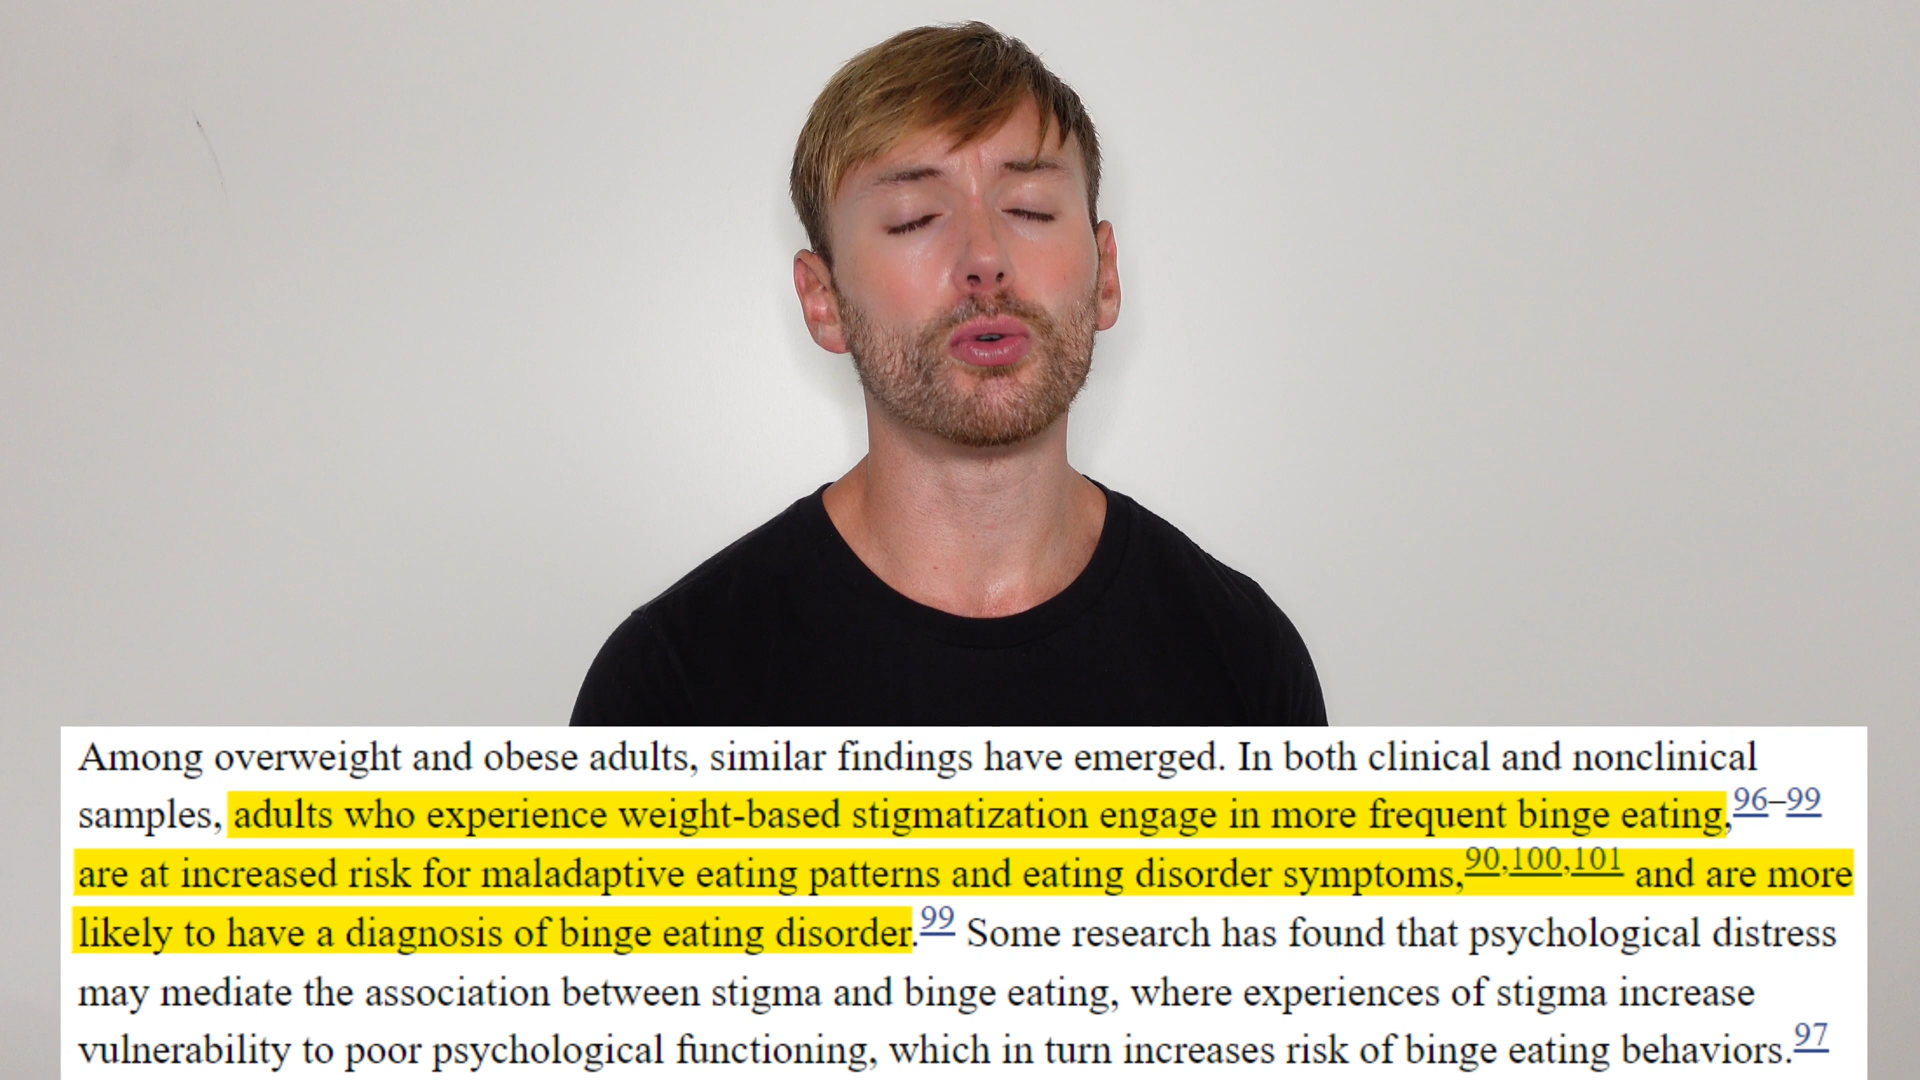 Among overweight and obese adults, similar findings have emerged. In both clinical and nonclinical
samples, adults who experience weight-based stigmatization engage in more frequent binge eating,96–99
are at increased risk for maladaptive eating patterns and eating disorder symptoms,90,100,101 and are more
likely to have a diagnosis of binge eating disorder.99 Some research has found that psychological distress
may mediate the association between stigma and binge eating, where experiences of stigma increase
vulnerability to poor psychological functioning, which in turn increases risk of binge eating behaviors.97